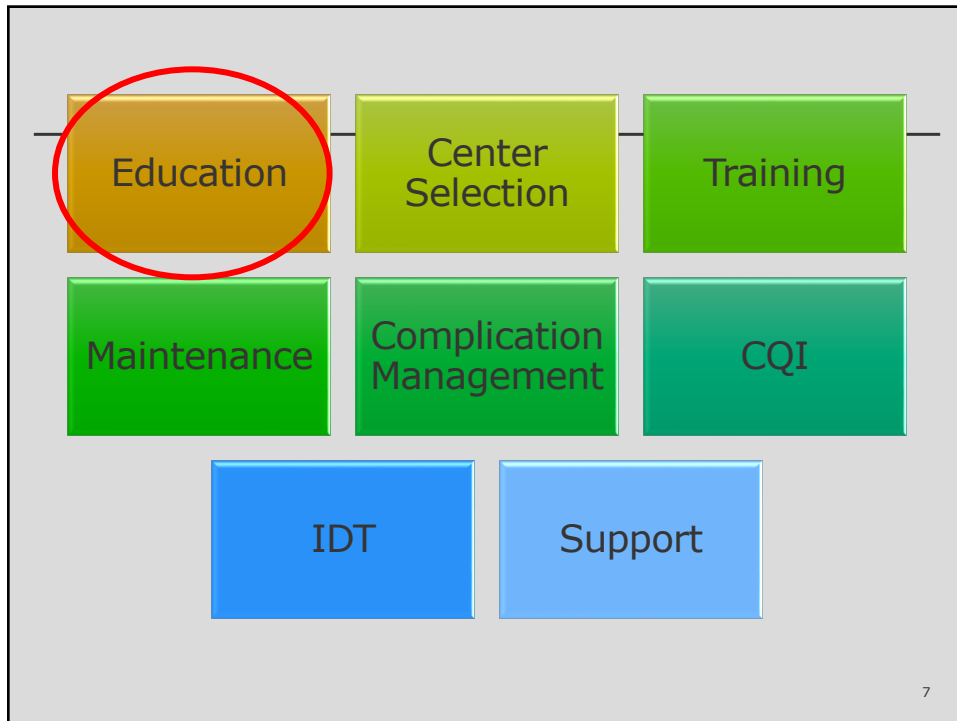 Education
Center
Selection
Training
Maintenance
Complication
Management
CQI
IDT
Support
7